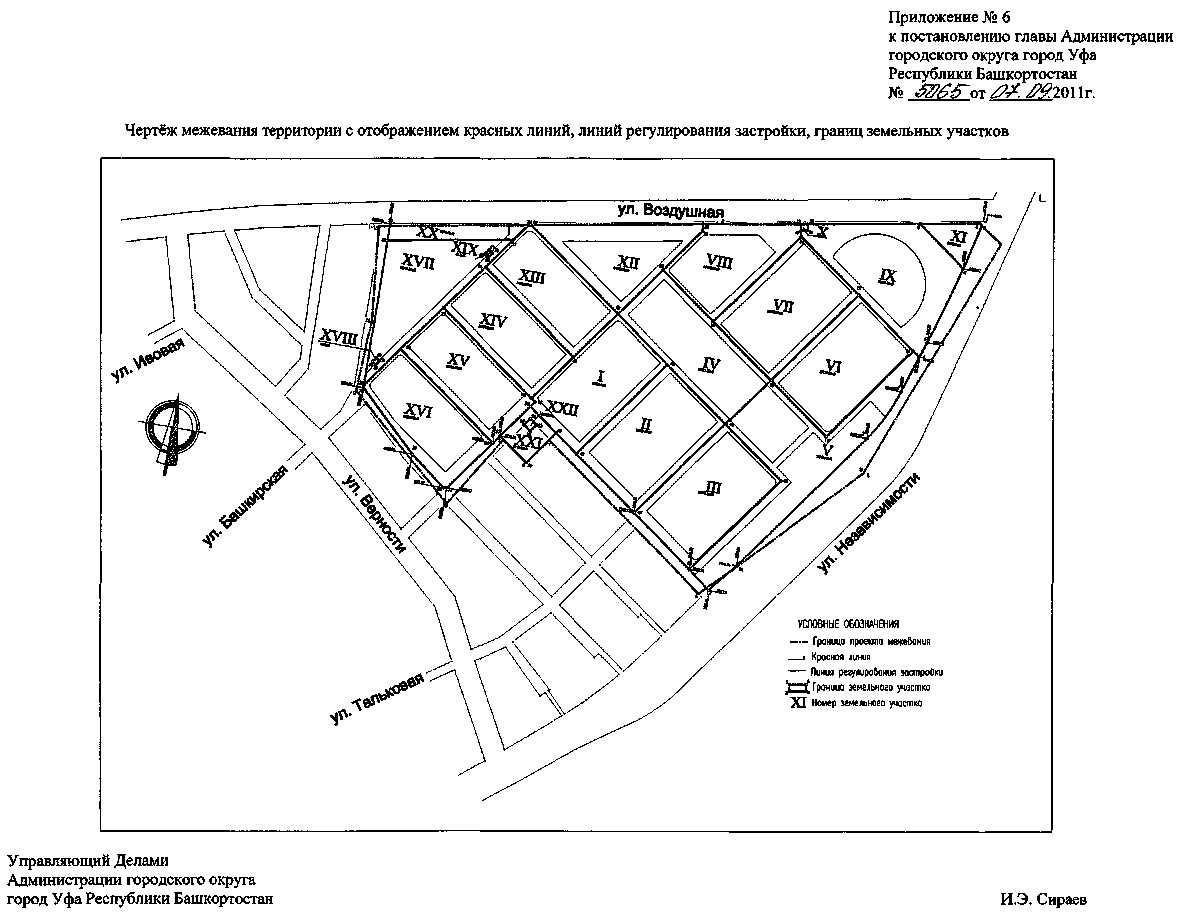 Приложение № 6
к постановлению главы Администрации
городского округа город Уфа
Республики Башкортостан
№ 5065 от 07.09.2011г.
Чертёж межевания территории с отображением красных линий, линий регулирования застройки, границ земельных участков
ул. Воздушная
XX
XIX
XVII
XIII
XII
VIII
X
XI
IX
VII
XIV
XVIII
ул. Ивовая
XV
I
IV
VI
XVI
XXII
XXI
II
V
III
ул. Башкирская
ул. Верности
ул. Независимости
ул. Тальковая
УСЛОВНЫЕ ОБОЗНАЧЕНИЯ
Граница проекта межевания
Красная линия
Линия регулирования застройки
Граница земельного участка
XI Номер земельного участка
Управляющий Делами
Администрации городского округа
город Уфа Республики Башкортостан
И.Э. Сираев